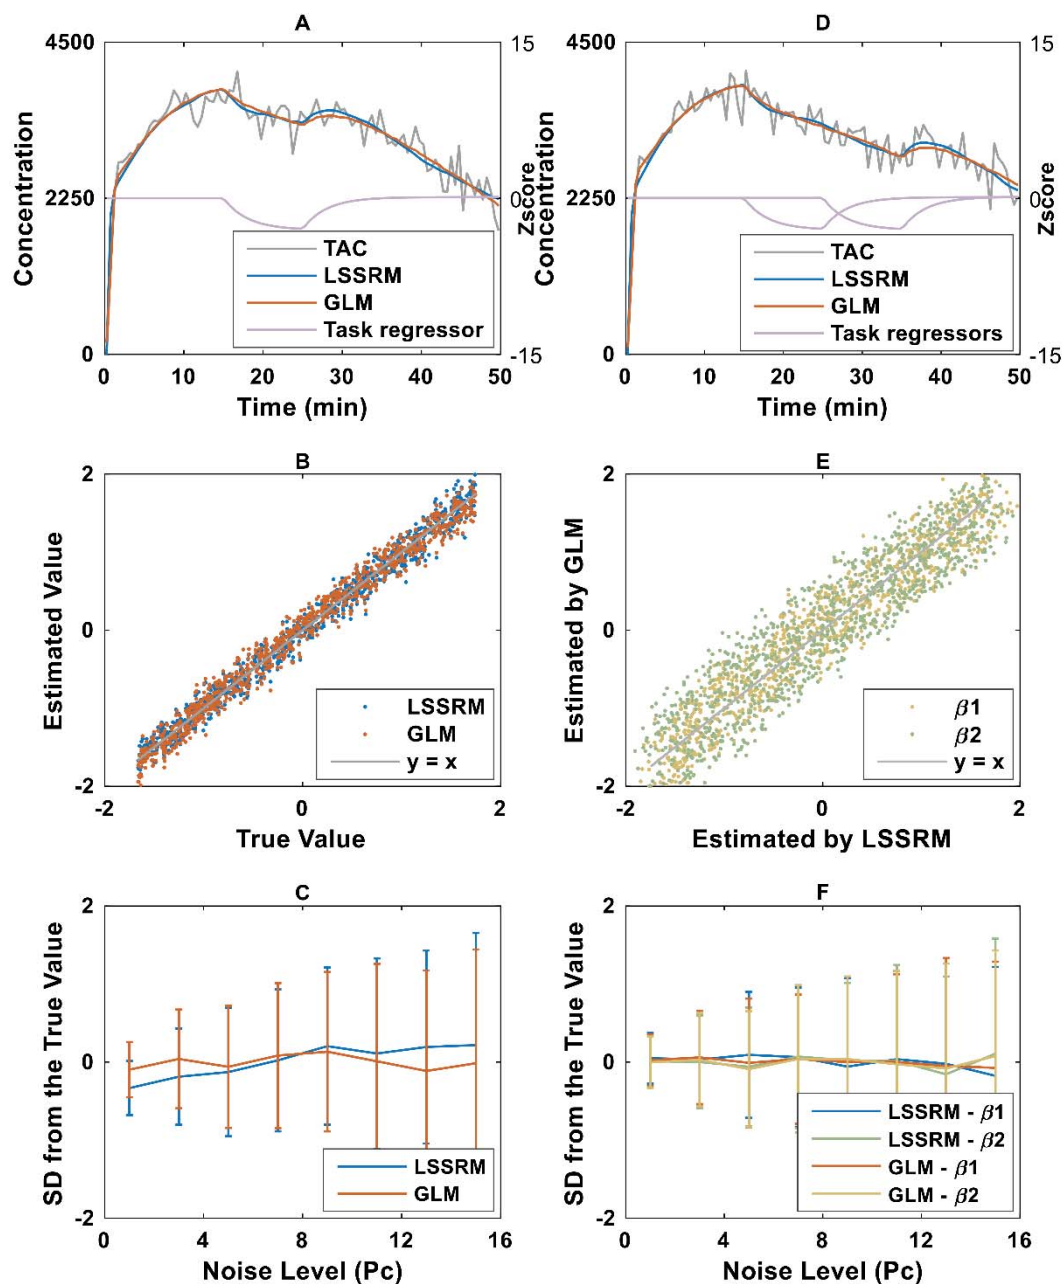 A
4500
2250
0
Concentration
15
0
-15
Zscore
TAC
LSSRM
GLM
Task regressor
0 10 20 30 40 50
Time (min)
D
4500
2250
0
Concentration
15
0
-15
Zscore
TAC
LSSRM
GLM
Task regressors
0 10 20 30 40 50
Time (min)
B
2
0
-2
Estimated Value
LSSRM
GLM
y = x
-2 0 2
True Value
E
2
0
-2
Estimated by GLM
β1
β2
y = x
-2 0 2
Estimated by LSSRM
C
2
0
-2
SD from the True Value
LSSRM
GLM
0 4 8 12 16
Noise Level (Pc)
F
2
0
-2
SD from the True Value
LSSRM - β1
LSSRM - β2
GLM - β1
GLM - β2
0 4 8 12 16
Noise Level (Pc)